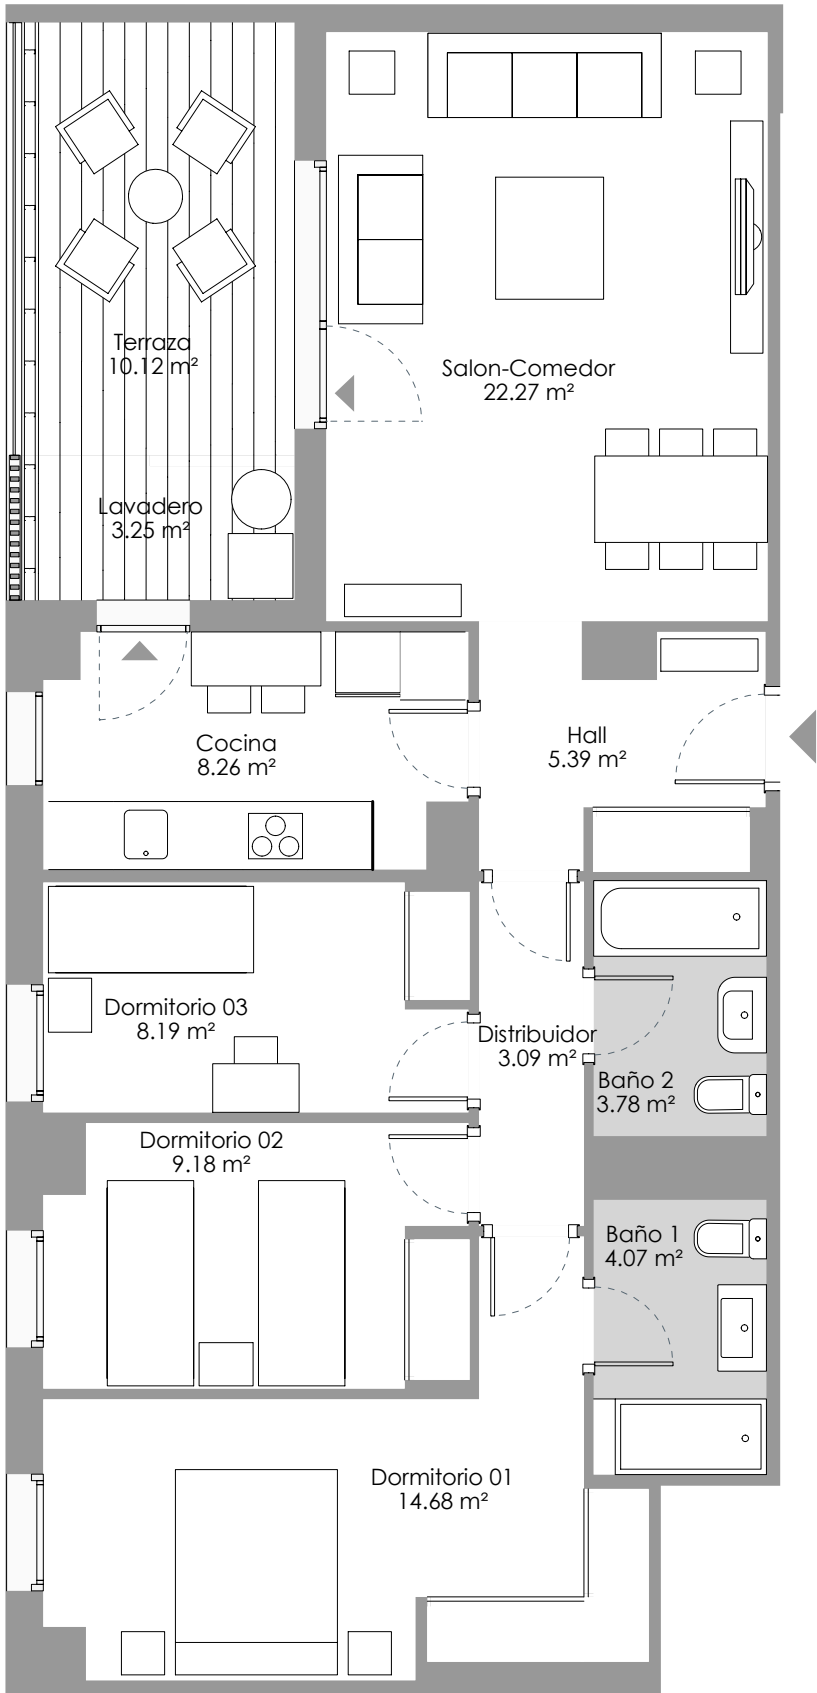 Terraza
10.12 m²
Salon-Comedor
22.27 m²
Lavadero
3.25 m²
Cocina
8.26 m²
Hall
5.39 m²
Dormitorio 03
8.19 m²
Distribuidor
3.09 m²
Baño 2
3.78 m²
Dormitorio 02
9.18 m²
Baño 1
4.07 m²
Dormitorio 01
14.68 m²